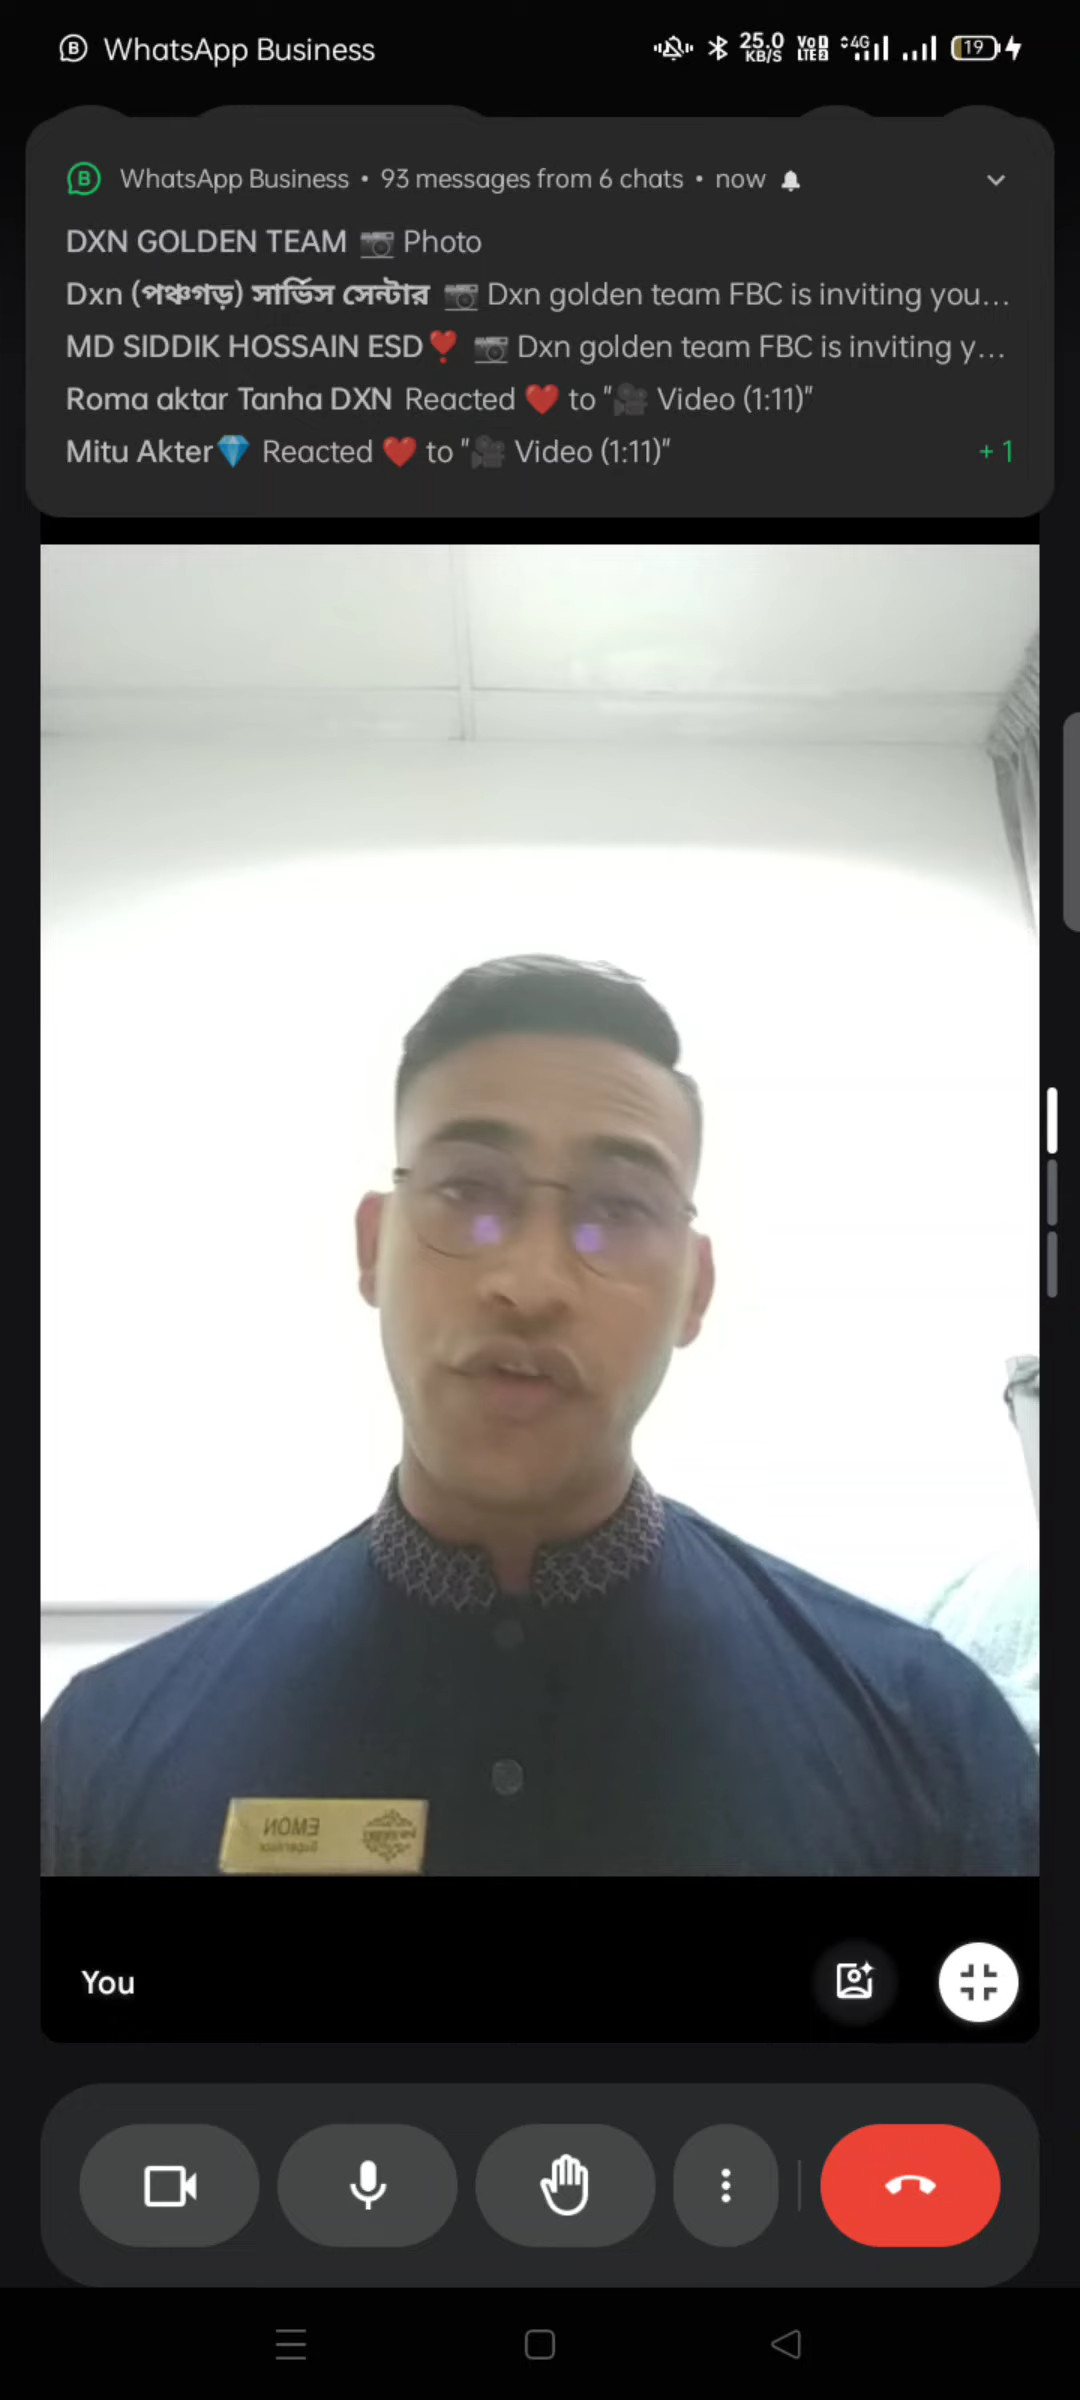 WhatsApp Business
25.0 KB/S
VoD LTE2
4G
19
WhatsApp Business • 93 messages from 6 chats • now
DXN GOLDEN TEAM 📷 Photo
Dxn (পঞ্চগড়) সার্ভিস সেন্টার 📷 Dxn golden team FBC is inviting you...
MD SIDDIK HOSSAIN ESD❣️ 📷 Dxn golden team FBC is inviting y...
Roma aktar Tanha DXN Reacted ❤️ to "🎥 Video (1:11)"
Mitu Akter💎 Reacted ❤️ to "🎥 Video (1:11)" +1
EMON
Supervisor
You